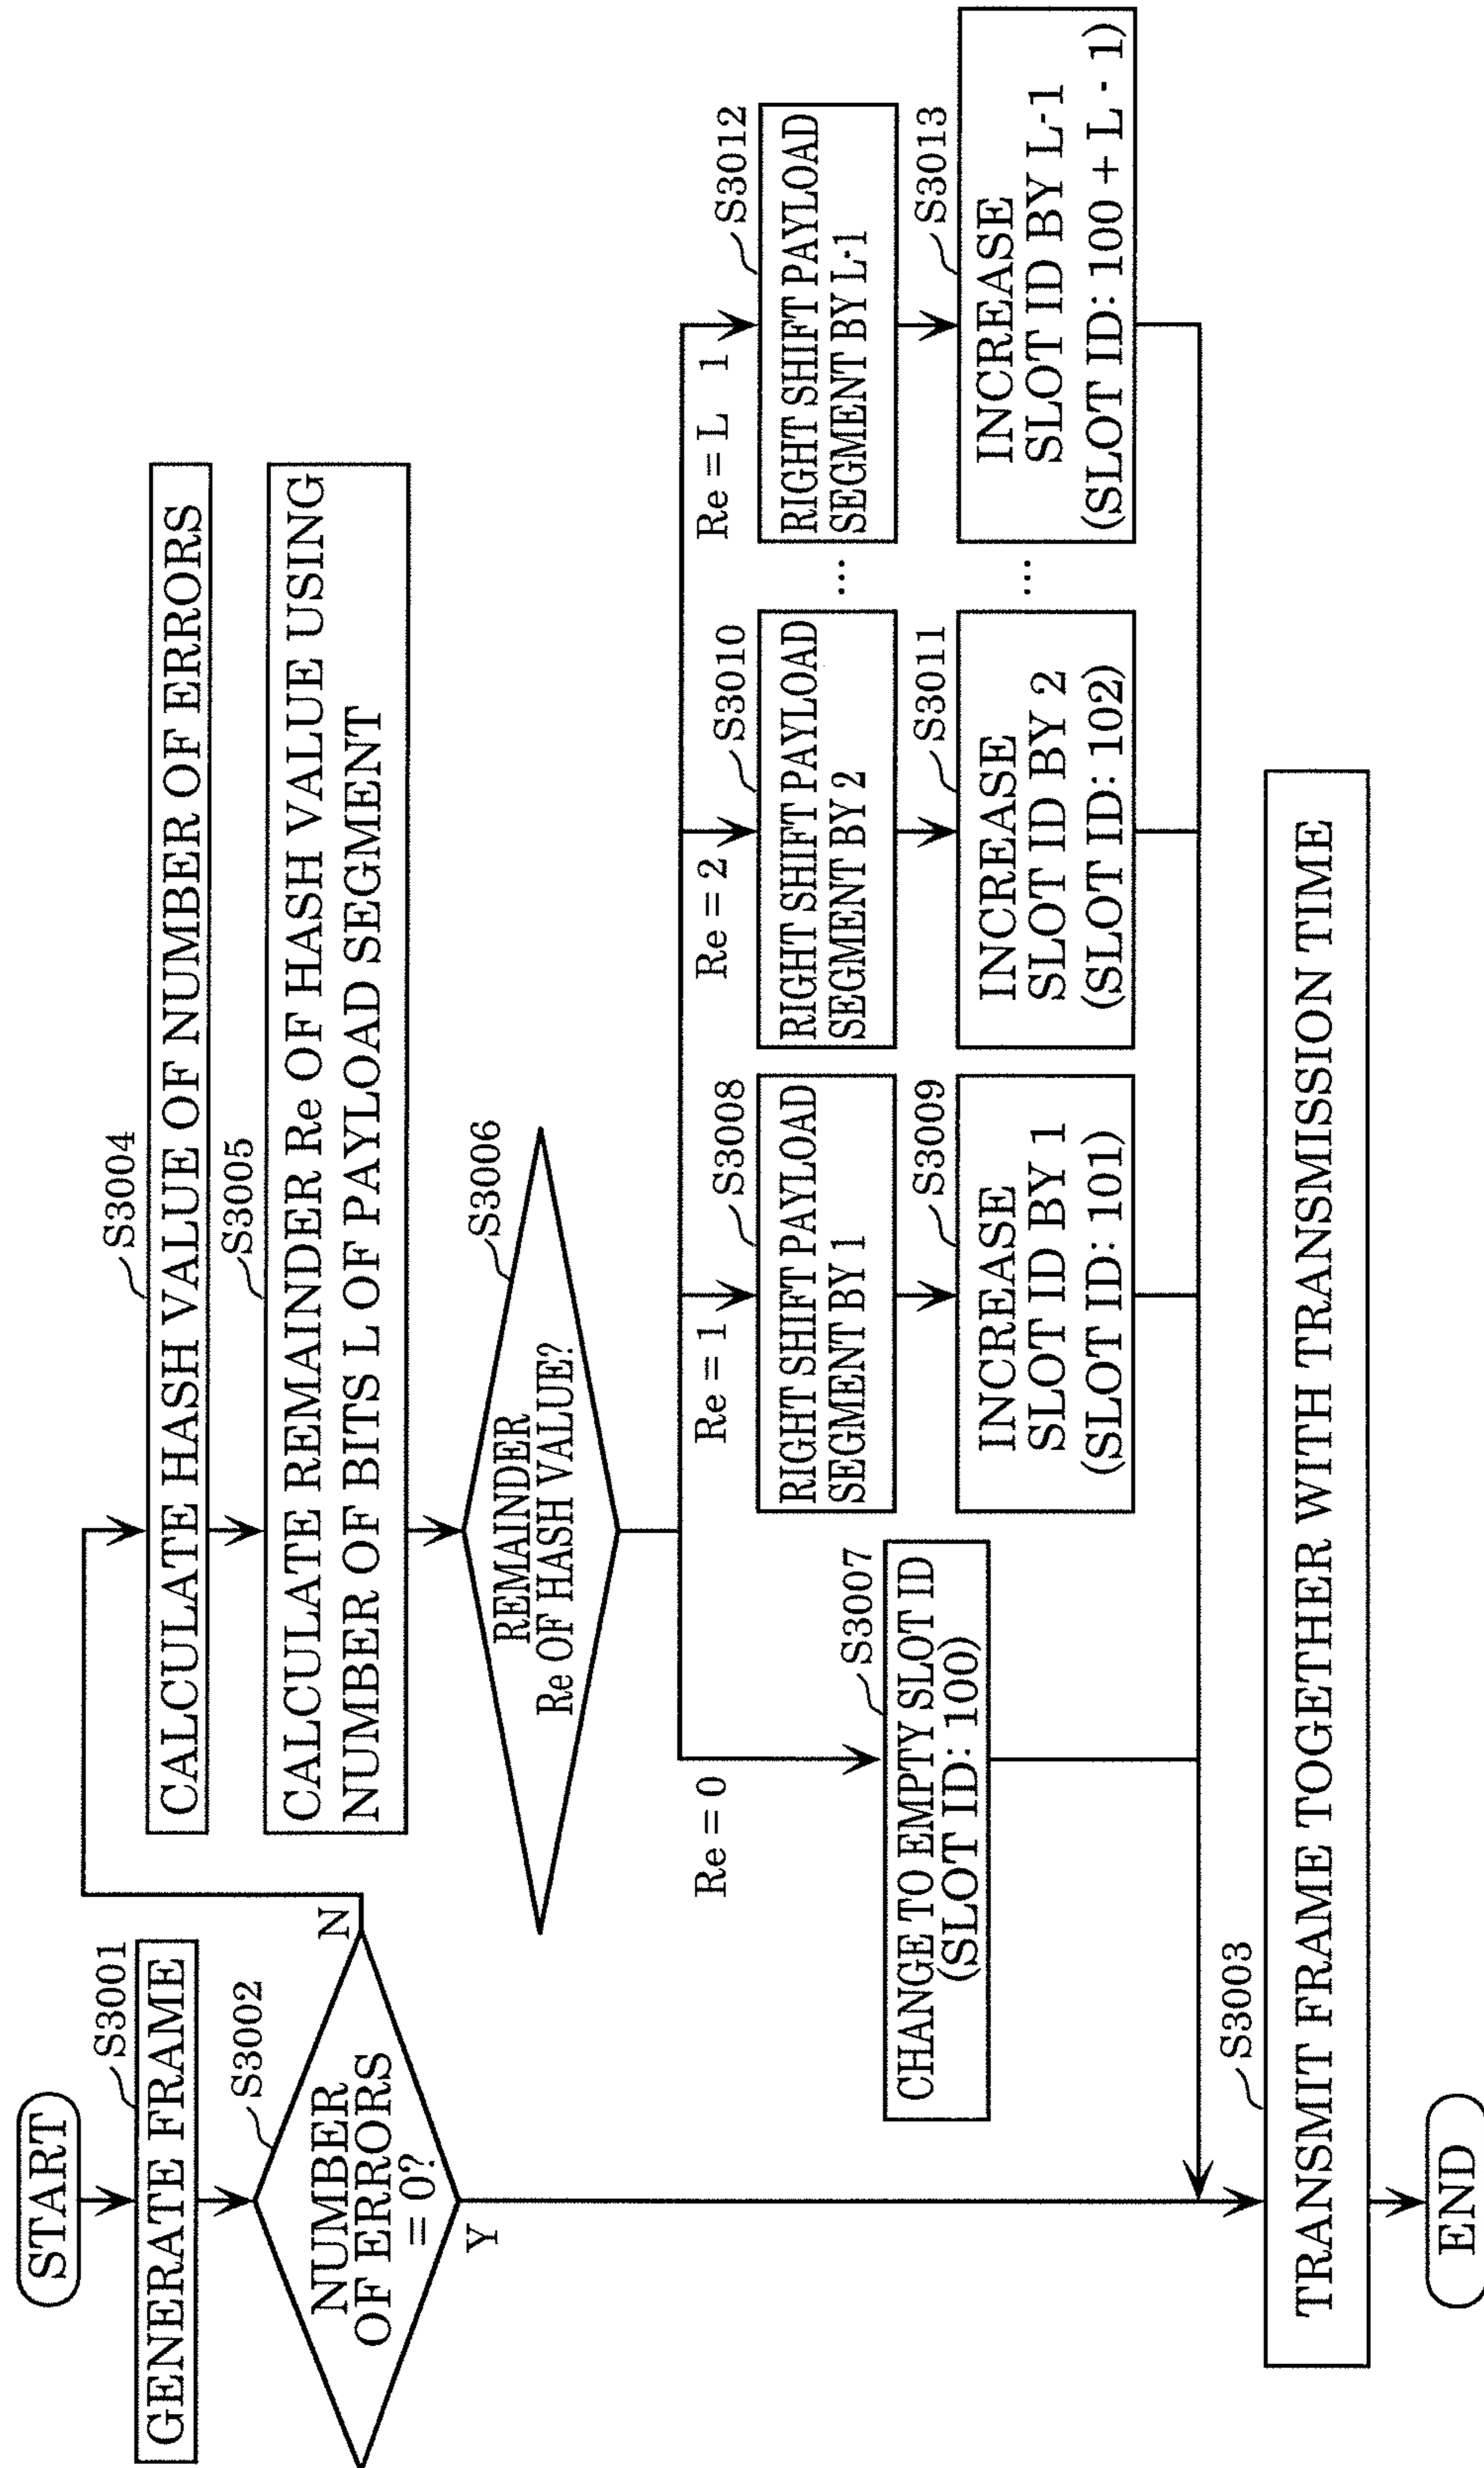 START
S3001
GENERATE FRAME
S3002
NUMBER
OF ERRORS
= 0?
N
Y
S3004
CALCULATE HASH VALUE OF NUMBER OF ERRORS
S3005
CALCULATE REMAINDER Re OF HASH VALUE USING
NUMBER OF BITS L OF PAYLOAD SEGMENT
S3006
REMAINDER
Re OF HASH VALUE?
Re = 0
S3007
CHANGE TO EMPTY SLOT ID
(SLOT ID: 100)
Re = 1
S3008
RIGHT SHIFT PAYLOAD
SEGMENT BY 1
S3009
INCREASE
SLOT ID BY 1
(SLOT ID: 101)
Re = 2
S3010
RIGHT SHIFT PAYLOAD
SEGMENT BY 2
S3011
INCREASE
SLOT ID BY 2
(SLOT ID: 102)
...
...
Re = L 1
S3012
RIGHT SHIFT PAYLOAD
SEGMENT BY L-1
S3013
INCREASE
SLOT ID BY L-1
(SLOT ID: 100 + L - 1)
S3003
TRANSMIT FRAME TOGETHER WITH TRANSMISSION TIME
END